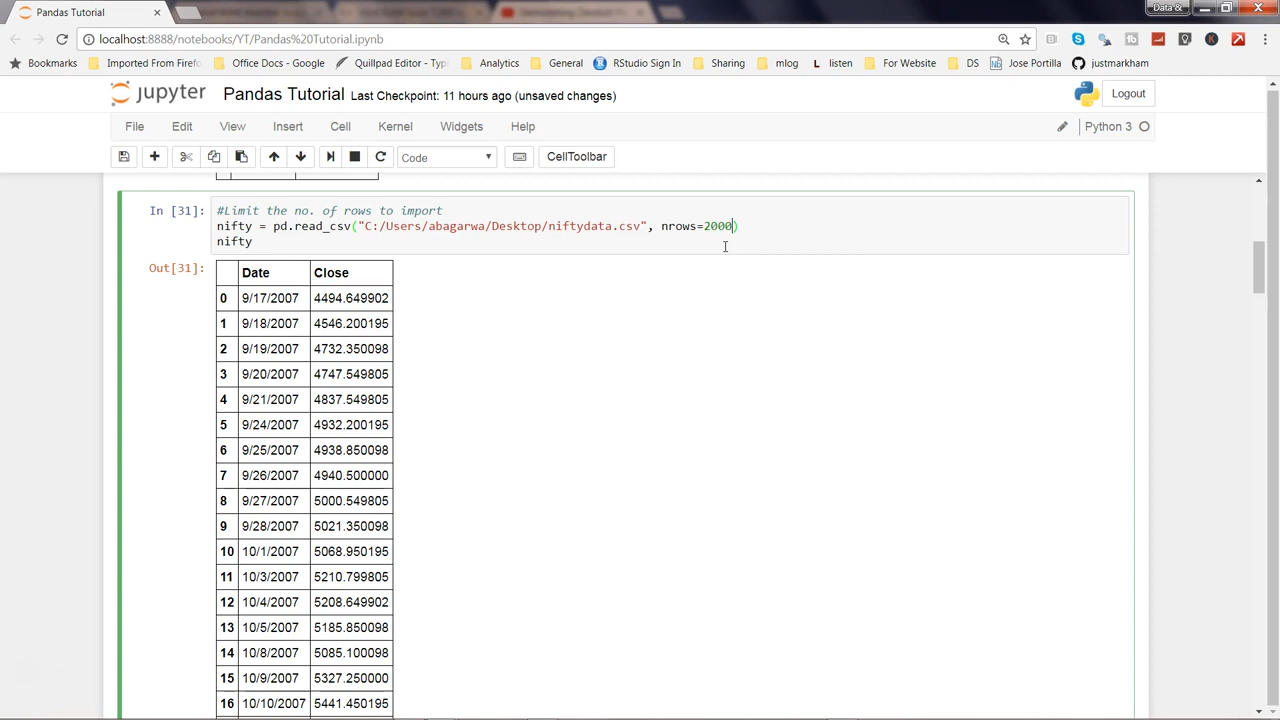 Pandas Tutorial
Data &
localhost:8888/notebooks/YT/Pandas%20Tutorial.ipynb
Bookmarks Imported From Firefo Office Docs - Google Quillpad Editor - Type Analytics General RStudio Sign In Sharing mlog listen For Website DS Jose Portilla justmarkham
jupyter Pandas Tutorial Last Checkpoint: 11 hours ago (unsaved changes) Logout
File Edit View Insert Cell Kernel Widgets Help Python 3
Code CellToolbar
In [31]: #Limit the no. of rows to import
nifty = pd.read_csv("C:/Users/abagarwa/Desktop/niftydata.csv", nrows=2000)
nifty
Out[31]:
Date Close
0 9/17/2007 4494.649902
1 9/18/2007 4546.200195
2 9/19/2007 4732.350098
3 9/20/2007 4747.549805
4 9/21/2007 4837.549805
5 9/24/2007 4932.200195
6 9/25/2007 4938.850098
7 9/26/2007 4940.500000
8 9/27/2007 5000.549805
9 9/28/2007 5021.350098
10 10/1/2007 5068.950195
11 10/3/2007 5210.799805
12 10/4/2007 5208.649902
13 10/5/2007 5185.850098
14 10/8/2007 5085.100098
15 10/9/2007 5327.250000
16 10/10/2007 5441.450195